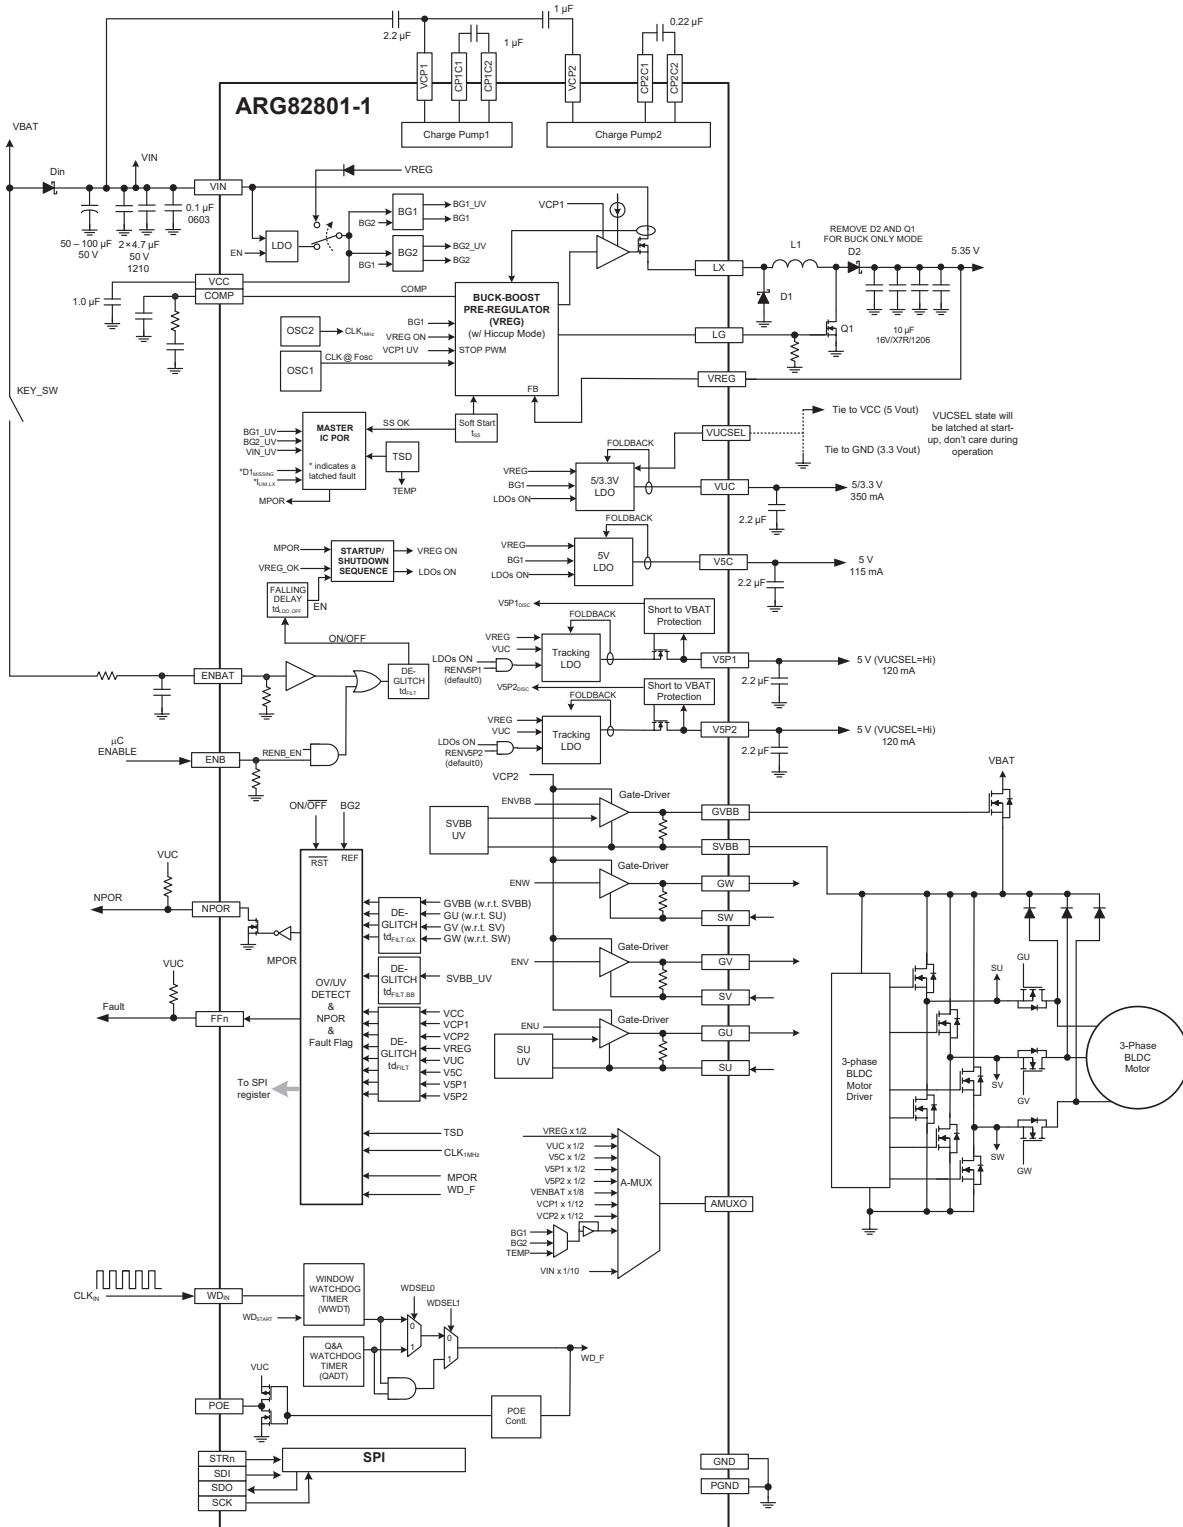 1 µF
2.2 µF
1 µF
0.22 µF
VCP1
CP1C1
CP1C2
VCP2
CP2C1
CP2C2
ARG82801-1
Charge Pump1
Charge Pump2
VBAT
Din
VIN
VIN
VREG
50 – 100 µF
50 V
2×4.7 µF
50 V
1210
0.1 µF
0603
EN
LDO
BG2
BG1
BG1_UV
BG1
BG1
BG2
BG2_UV
BG2
VCP1
LX
L1
REMOVE D2 AND Q1
FOR BUCK ONLY MODE
D2
5.35 V
D1
Q1
10 µF
16V/X7R/1206
VCC
COMP
1.0 µF
COMP
BUCK-BOOST
PRE-REGULATOR
(VREG)
(w/ Hiccup Mode)
FB
OSC2
CLK1MHz
BG1
VREG ON
VCP1 UV
STOP PWM
OSC1
CLK @ Fosc
LG
VREG
KEY_SW
BG1_UV
BG2_UV
VIN_UV
*D1MISSING
*ILIM,LX
MPOR
MASTER
IC POR
* indicates a
latched fault
SS OK
Soft Start
tSS
TSD
TEMP
VUCSEL
Tie to VCC (5 Vout)
Tie to GND (3.3 Vout)
VUCSEL state will
be latched at start-
up, don't care during
operation
FOLDBACK
VREG
BG1
LDOs ON
5/3.3V
LDO
VUC
5/3.3 V
350 mA
2.2 µF
FOLDBACK
VREG
BG1
LDOs ON
5V
LDO
V5C
5 V
115 mA
2.2 µF
MPOR
VREG_OK
STARTUP/
SHUTDOWN
SEQUENCE
VREG ON
LDOs ON
FALLING
DELAY
tdLDO,OFF
EN
ON/OFF
V5P1DISC
Short to VBAT
Protection
FOLDBACK
VREG
VUC
LDOs ON
RENV5P1
(default0)
Tracking
LDO
V5P1
5 V (VUCSEL=Hi)
120 mA
2.2 µF
ENBAT
DE-
GLITCH
tdFILT
V5P2DISC
Short to VBAT
Protection
FOLDBACK
VREG
VUC
LDOs ON
RENV5P2
(default0)
Tracking
LDO
V5P2
5 V (VUCSEL=Hi)
120 mA
2.2 µF
µC
ENABLE
ENB
RENB_EN
VCP2
ENVBB
Gate-Driver
SVBB
UV
GVBB
SVBB
VBAT
ON/OFF
BG2
RST
REF
OV/UV
DETECT
&
NPOR
&
Fault Flag
VUC
NPOR
NPOR
MPOR
VUC
Fault
FFn
To SPI
register
DE-
GLITCH
tdFILT,GX
GVBB (w.r.t. SVBB)
GU (w.r.t. SU)
GV (w.r.t. SV)
GW (w.r.t. SW)
DE-
GLITCH
tdFILT,BB
SVBB_UV
DE-
GLITCH
tdFILT
VCC
VCP1
VCP2
VREG
VUC
V5C
V5P1
V5P2
TSD
CLK1MHz
MPOR
WD_F
ENW
Gate-Driver
GW
SW
ENV
Gate-Driver
GV
SV
ENU
Gate-Driver
SU
UV
GU
SU
3-phase
BLDC
Motor
Driver
SU
GU
SV
GV
SW
GW
3-Phase
BLDC
Motor
VREG x 1/2
VUC x 1/2
V5C x 1/2
V5P1 x 1/2
V5P2 x 1/2
VENBAT x1/8
VCP1 x 1/12
VCP2 x 1/12
BG1
BG2
TEMP
VIN x 1/10
A-MUX
AMUXO
CLKIN
WDIN
WINDOW
WATCHDOG
TIMER
(WWDT)
WDSTART
Q&A
WATCHDOG
TIMER
(QADT)
WDSEL0
WDSEL1
0
1
0
1
WD_F
VUC
POE
POE
Contl.
STRn
SDI
SDO
SCK
SPI
GND
PGND